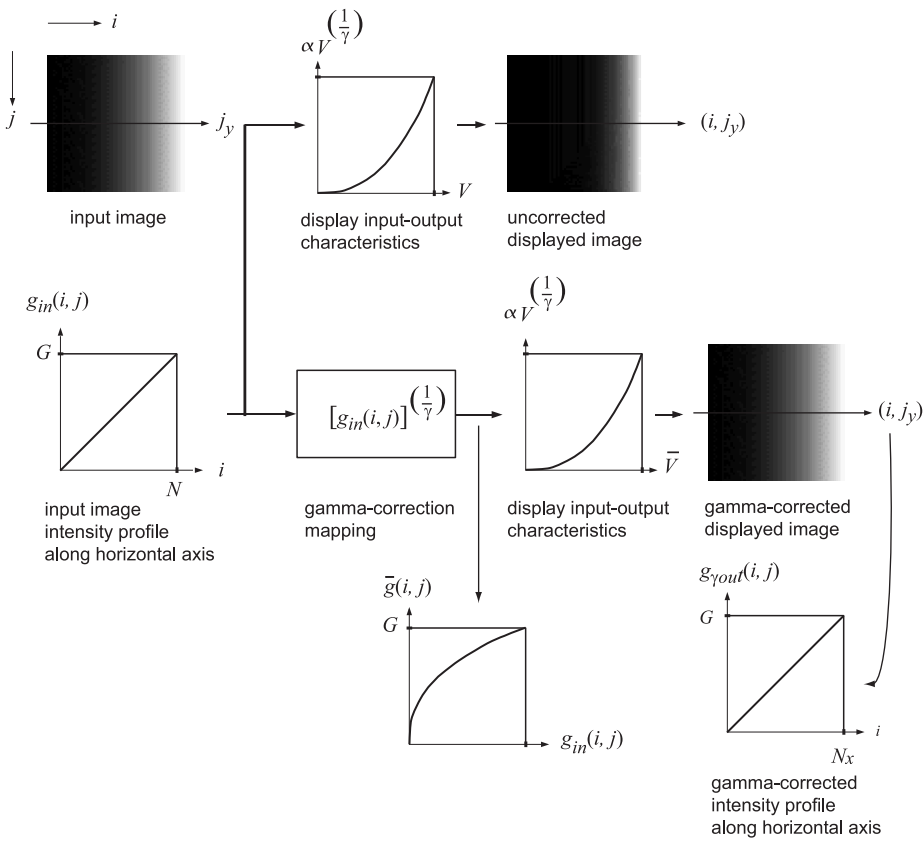 i
αV^(1/γ)
j
j_y
(i, j_y)
V
input image
display input-output
characteristics
uncorrected
displayed image
g_in(i, j)
G
N
i
input image
intensity profile
along horizontal axis
[g_in(i, j)]^(1/γ)
gamma-correction
mapping
αV^(1/γ)
V̅
display input-output
characteristics
(i, j_y)
gamma-corrected
displayed image
g̅(i, j)
G
g_in(i, j)
g_γout(i, j)
G
i
Nx
gamma-corrected
intensity profile
along horizontal axis